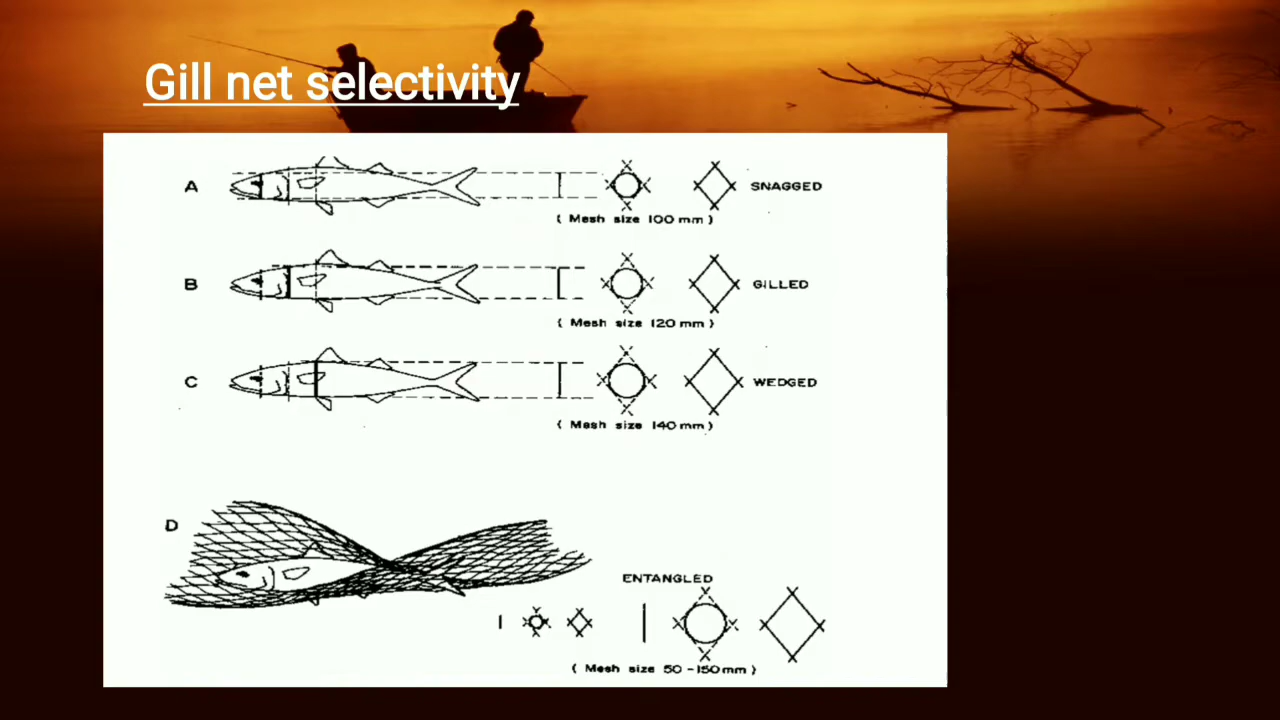 Gill net selectivity
A
SNAGGED
( Mesh size 100 mm )
B
GILLED
( Mesh size 120 mm )
C
WEDGED
( Mesh size 140 mm )
D
ENTANGLED
( Mesh size 50 - 150 mm )